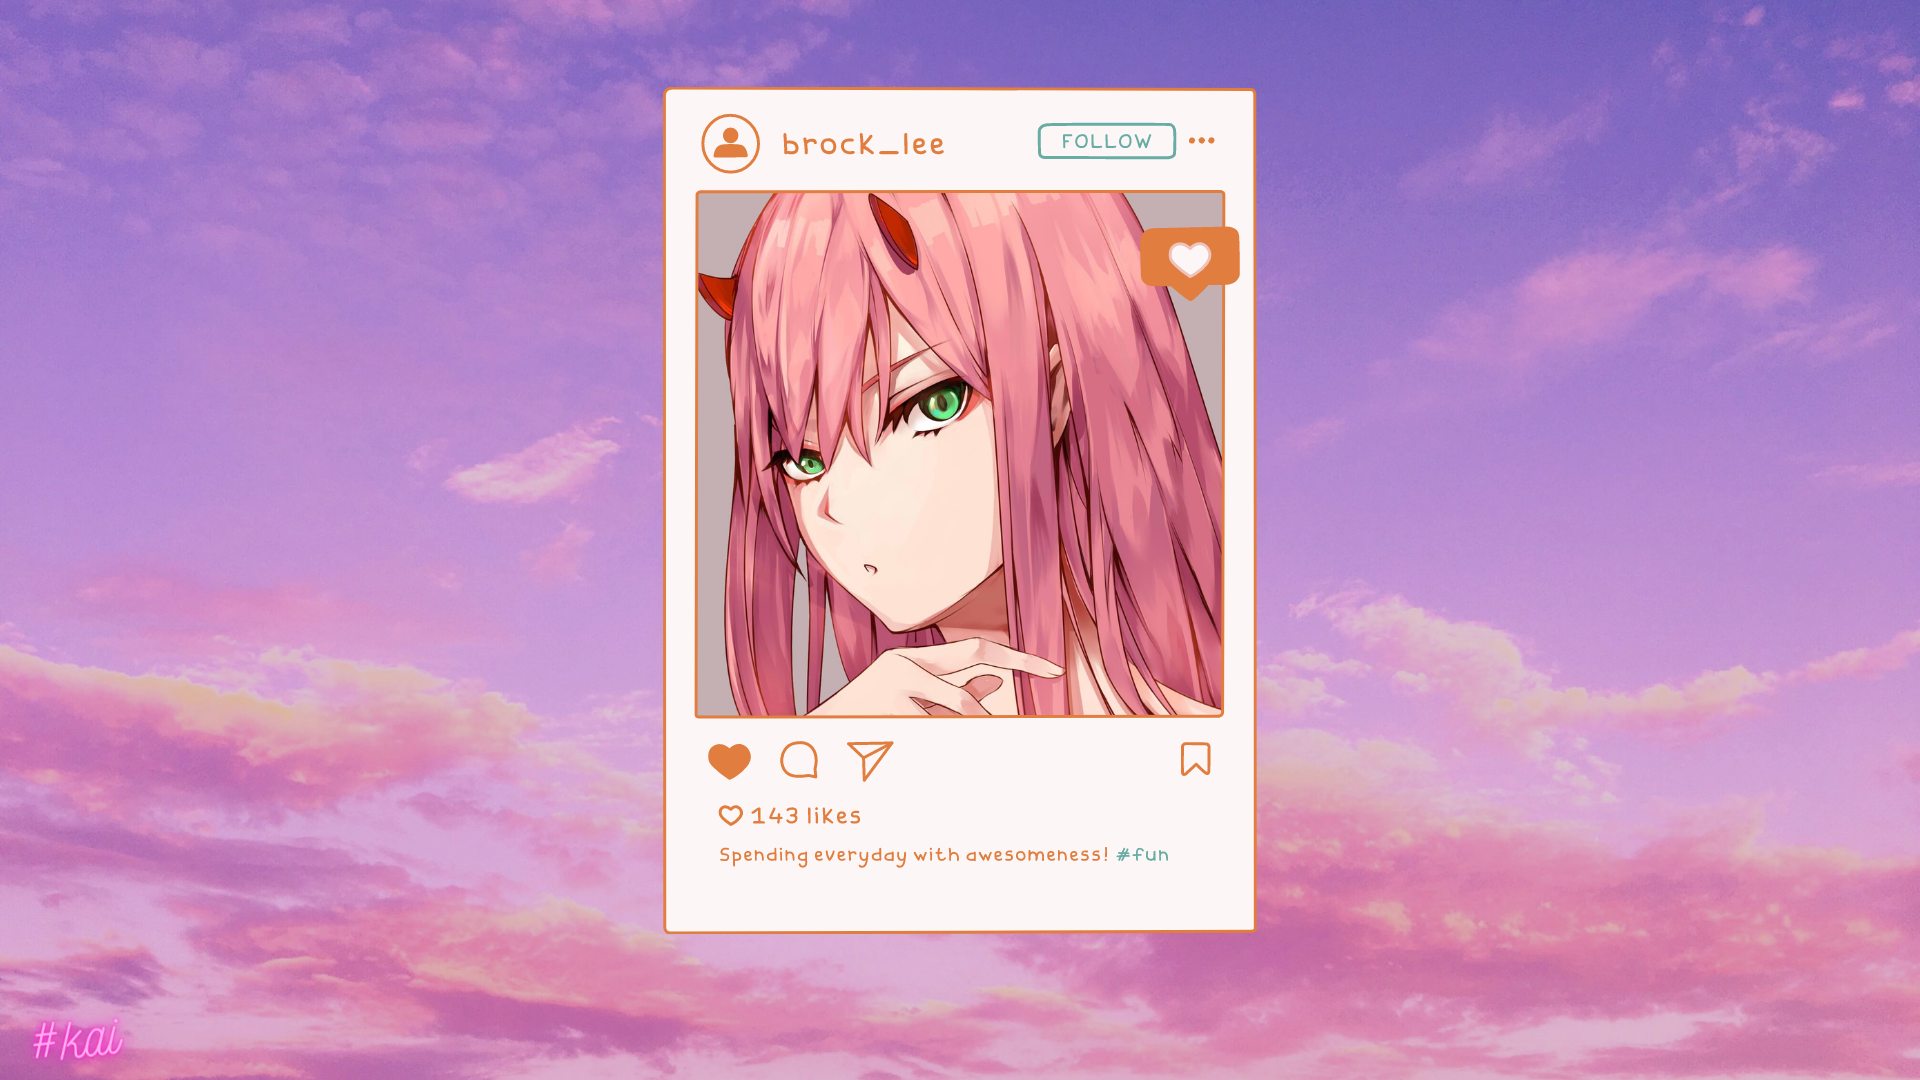 brock_lee
FOLLOW
143 likes
Spending everyday with awesomeness! #fun
#kai